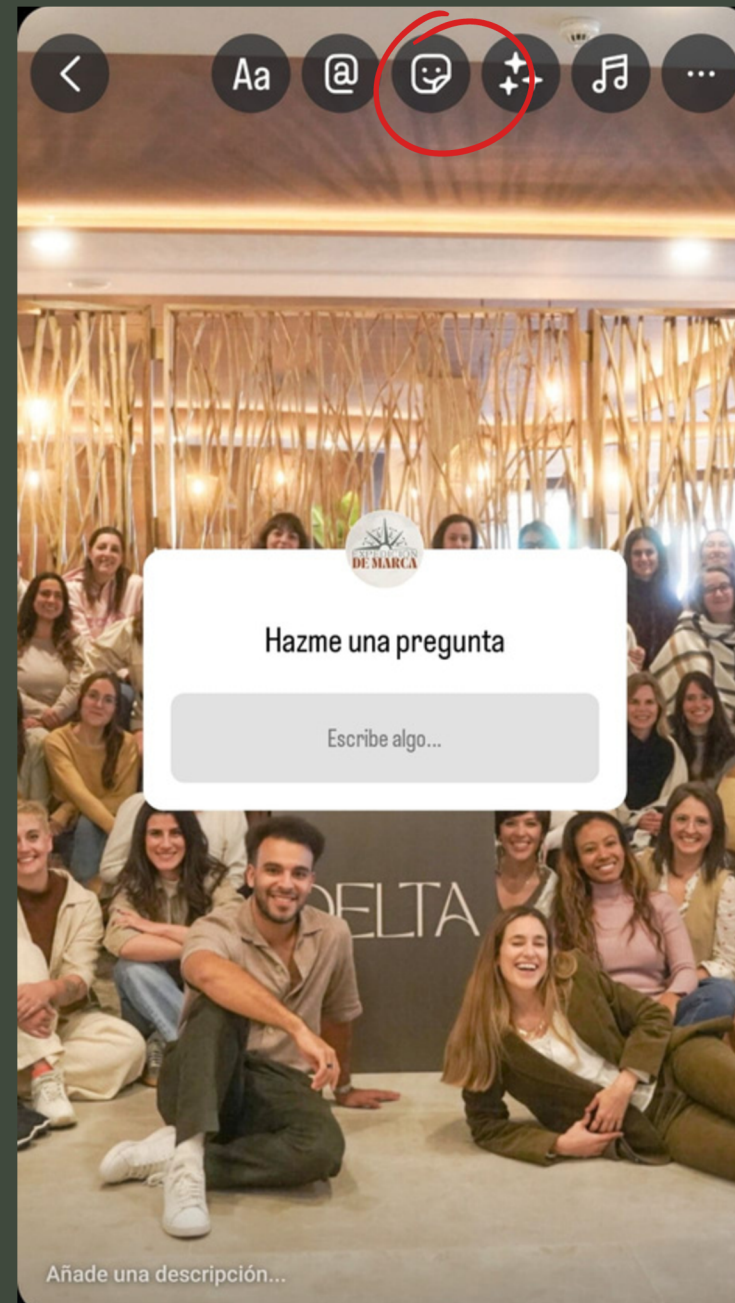 Aa
@
EXPEDICIÓN
DE MARCA
Hazme una pregunta
Escribe algo...
DELTA
Añade una descripción...